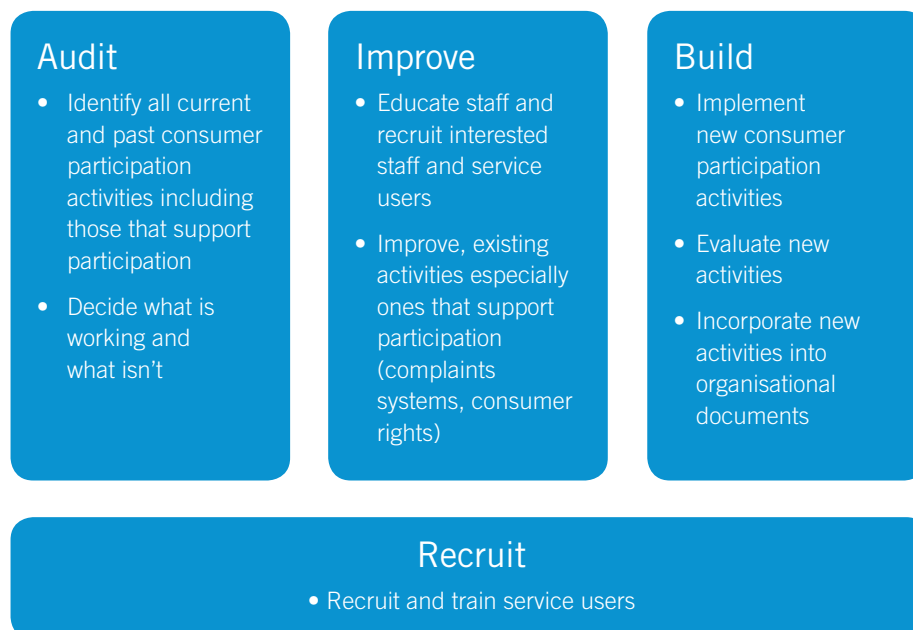 Audit
• Identify all current
and past consumer
participation
activities including
those that support
participation
• Decide what is
working and
what isn't
Improve
• Educate staff and
recruit interested
staff and service
users
• Improve, existing
activities especially
ones that support
participation
(complaints
systems, consumer
rights)
Build
• Implement
new consumer
participation
activities
• Evaluate new
activities
• Incorporate new
activities into
organisational
documents
Recruit
• Recruit and train service users